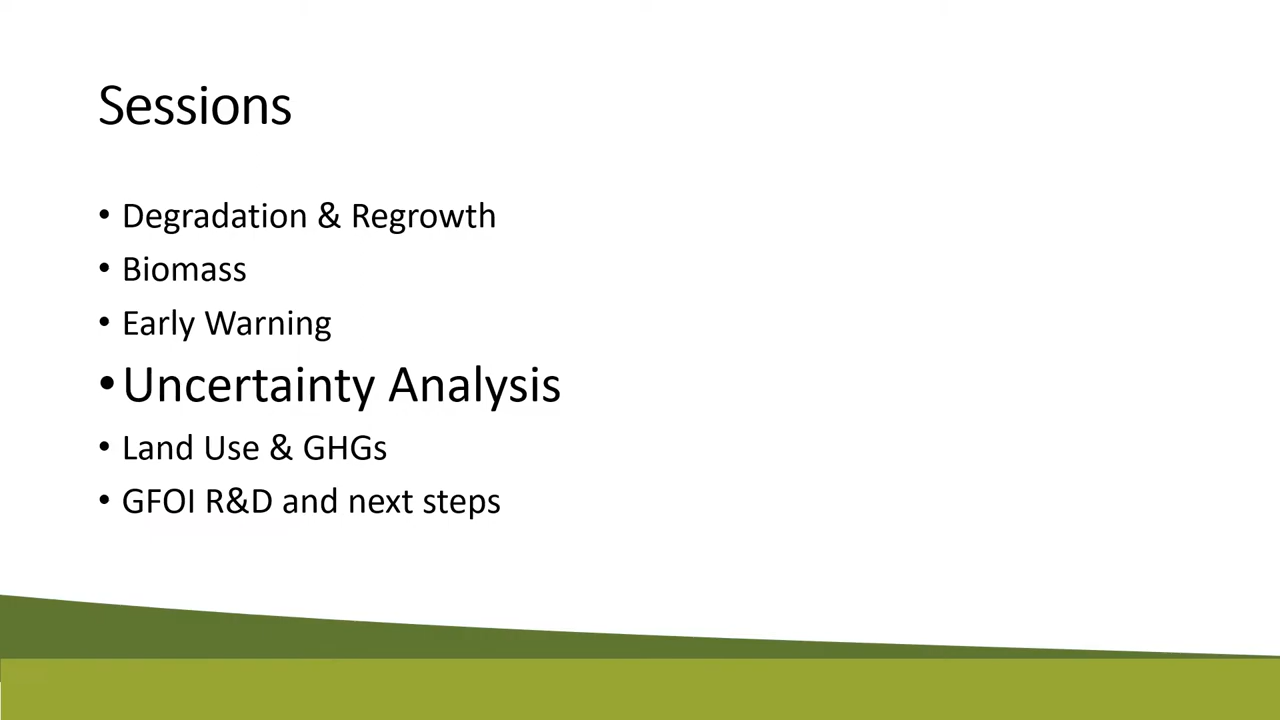 Sessions
• Degradation & Regrowth
• Biomass
• Early Warning
• Uncertainty Analysis
• Land Use & GHGs
• GFOI R&D and next steps